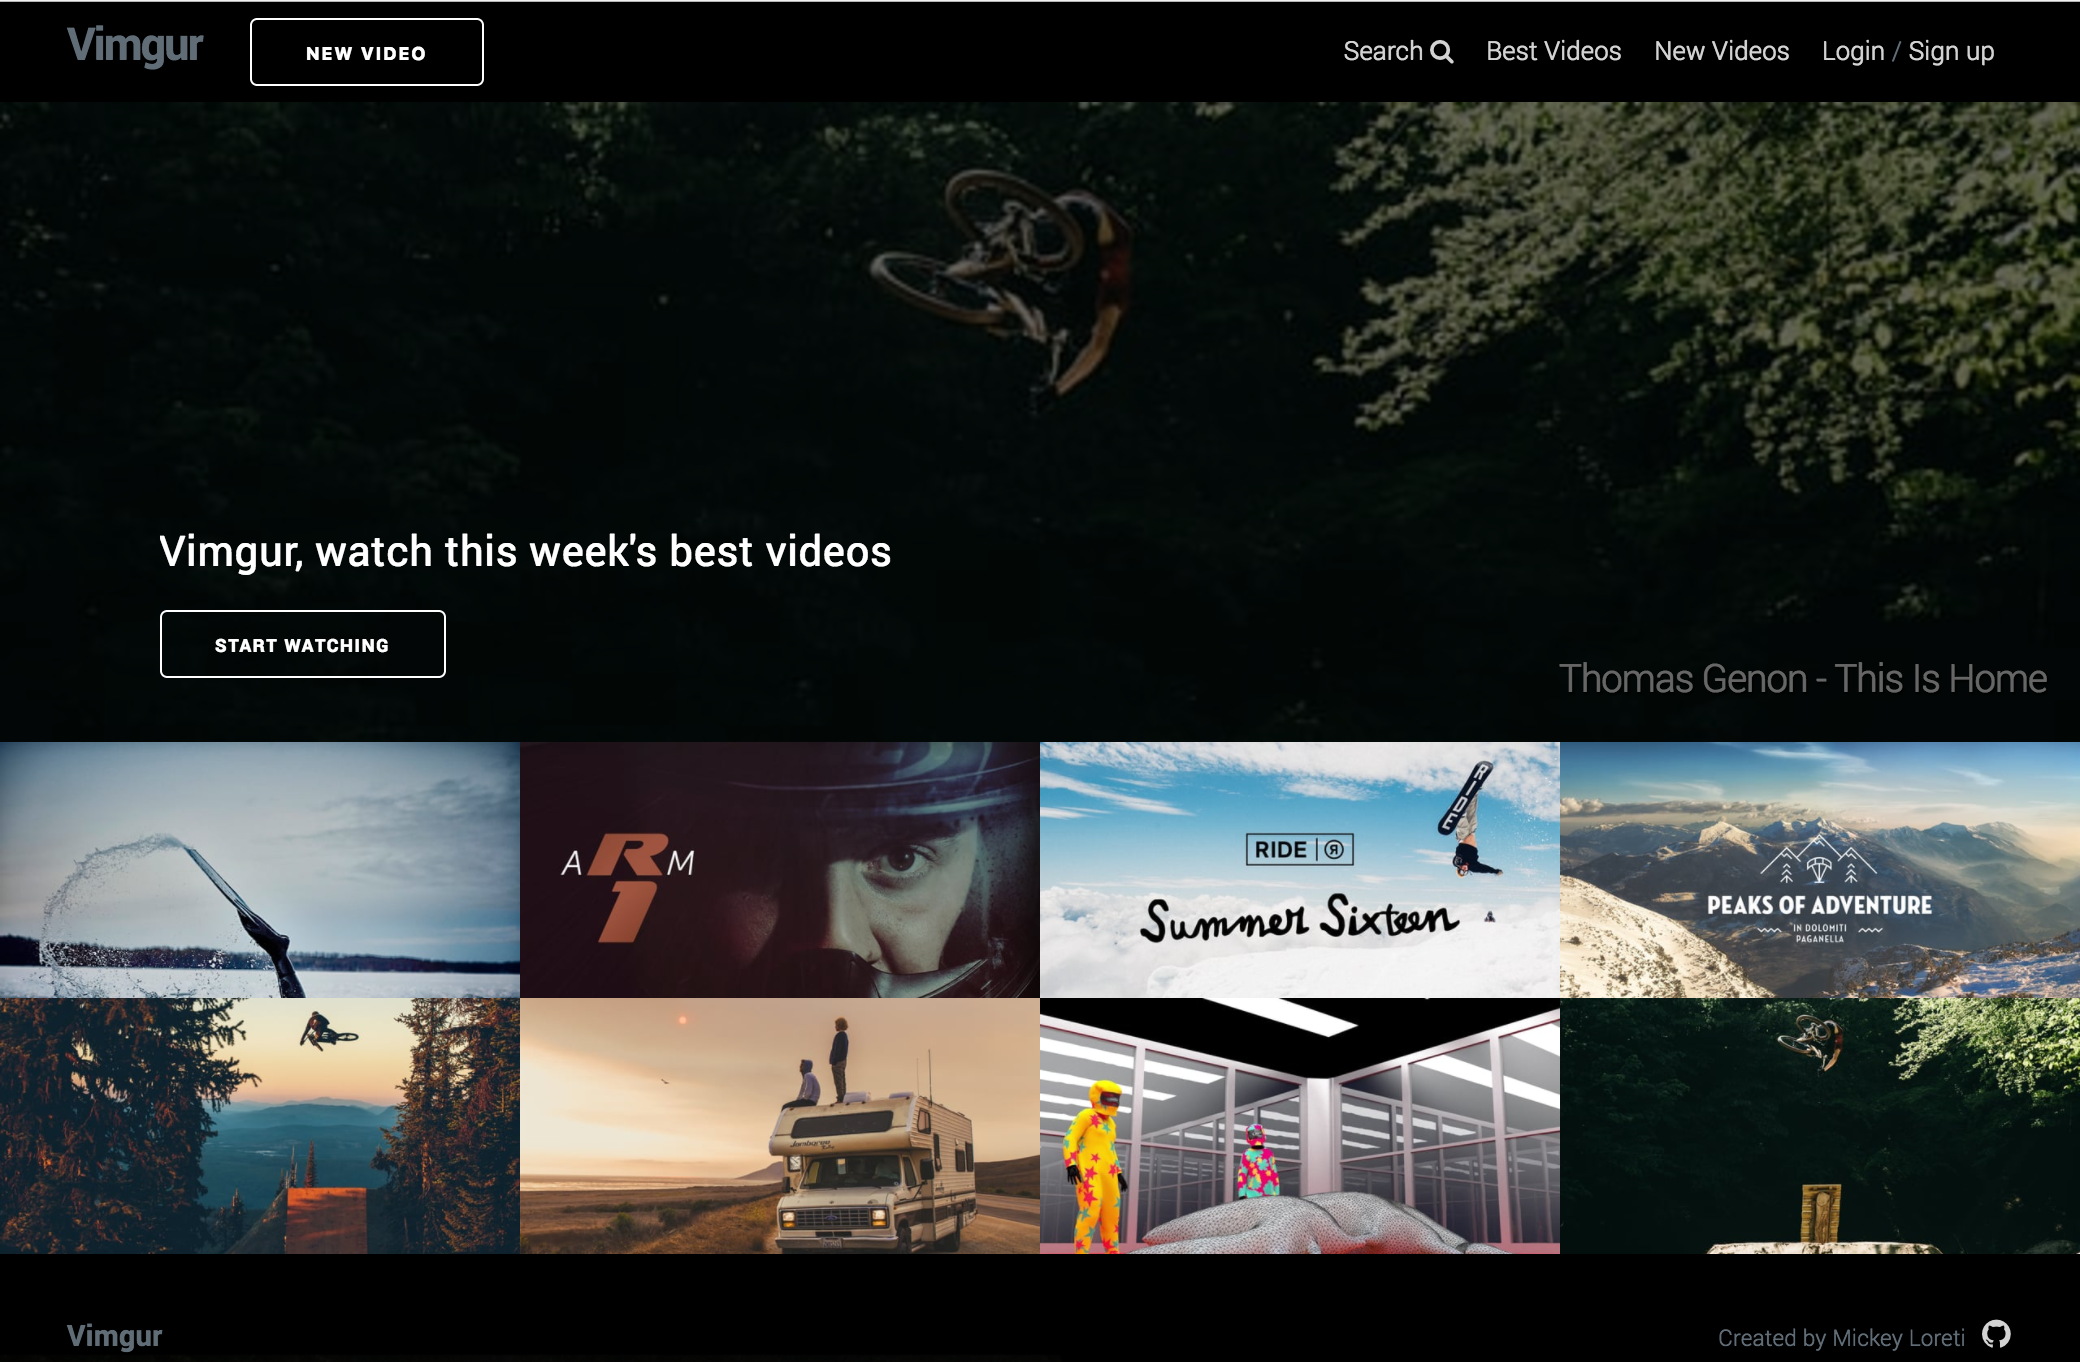 Vimgur
NEW VIDEO
Search
Best Videos
New Videos
Login / Sign up
Vimgur, watch this week's best videos
START WATCHING
Thomas Genon - This Is Home
A R M
1
RIDE
RIDE | R
Summer Sixteen
PEAKS OF ADVENTURE
IN DOLOMITI
PAGANELLA
Jamboree
Vimgur
Created by Mickey Loreti